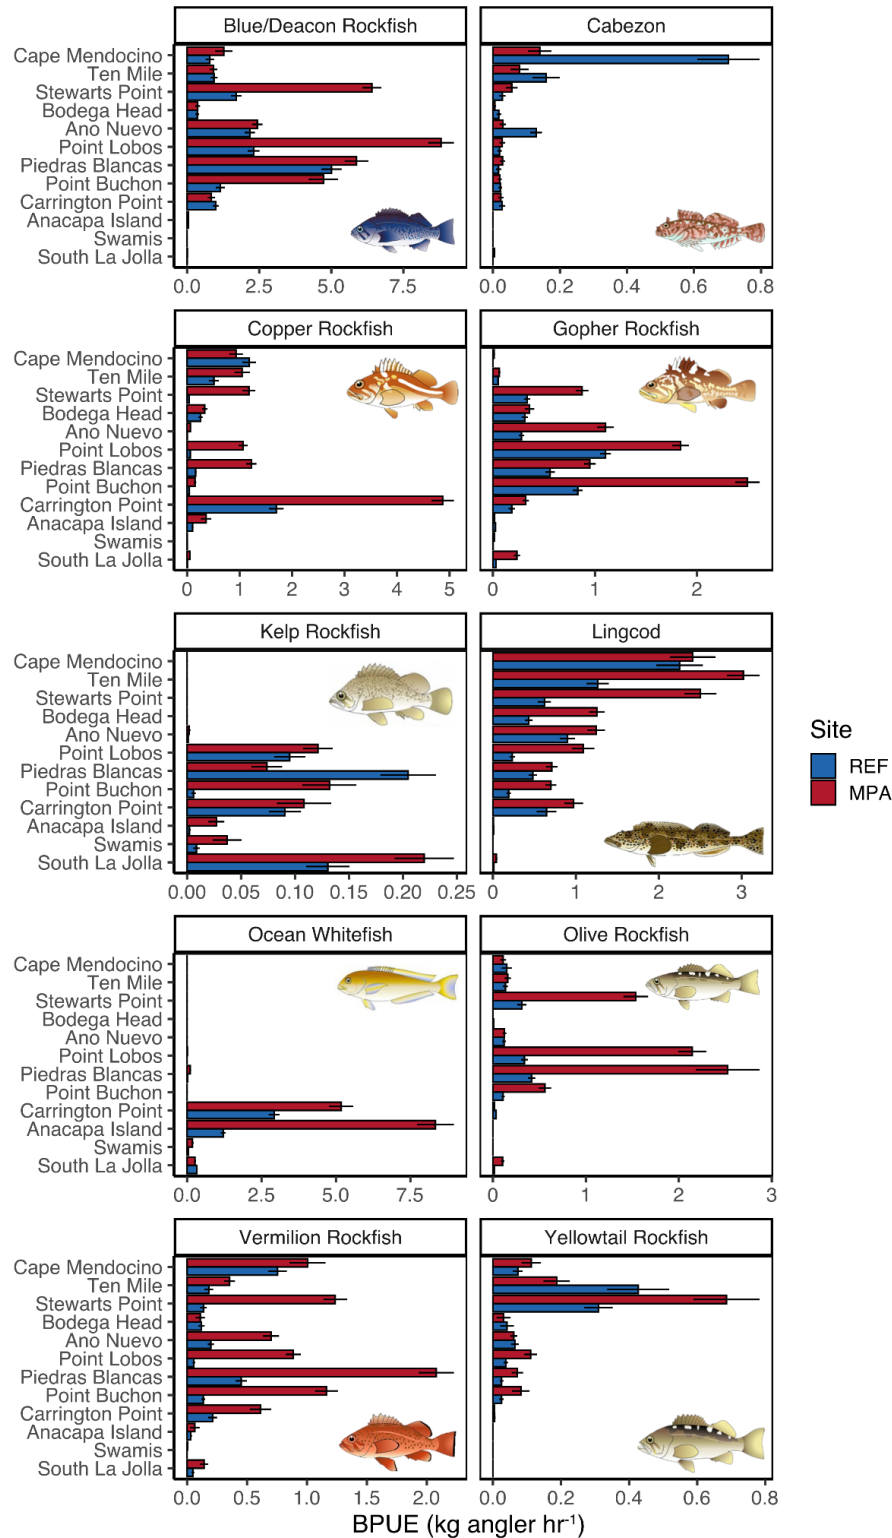 Blue/Deacon Rockfish
Cabezon
Cape Mendocino
Ten Mile
Stewarts Point
Bodega Head
Ano Nuevo
Point Lobos
Piedras Blancas
Point Buchon
Carrington Point
Anacapa Island
Swamis
South La Jolla
0.0 2.5 5.0 7.5
0.0 0.2 0.4 0.6 0.8
Copper Rockfish
Gopher Rockfish
Cape Mendocino
Ten Mile
Stewarts Point
Bodega Head
Ano Nuevo
Point Lobos
Piedras Blancas
Point Buchon
Carrington Point
Anacapa Island
Swamis
South La Jolla
0 1 2 3 4 5
0 1 2
Kelp Rockfish
Lingcod
Cape Mendocino
Ten Mile
Stewarts Point
Bodega Head
Ano Nuevo
Point Lobos
Piedras Blancas
Point Buchon
Carrington Point
Anacapa Island
Swamis
South La Jolla
0.00 0.05 0.10 0.15 0.20 0.25
0 1 2 3
Site
REF
MPA
Ocean Whitefish
Olive Rockfish
Cape Mendocino
Ten Mile
Stewarts Point
Bodega Head
Ano Nuevo
Point Lobos
Piedras Blancas
Point Buchon
Carrington Point
Anacapa Island
Swamis
South La Jolla
0.0 2.5 5.0 7.5
0 1 2 3
Vermilion Rockfish
Yellowtail Rockfish
Cape Mendocino
Ten Mile
Stewarts Point
Bodega Head
Ano Nuevo
Point Lobos
Piedras Blancas
Point Buchon
Carrington Point
Anacapa Island
Swamis
South La Jolla
0.0 0.5 1.0 1.5 2.0
0.0 0.2 0.4 0.6 0.8
BPUE (kg angler hr⁻¹)